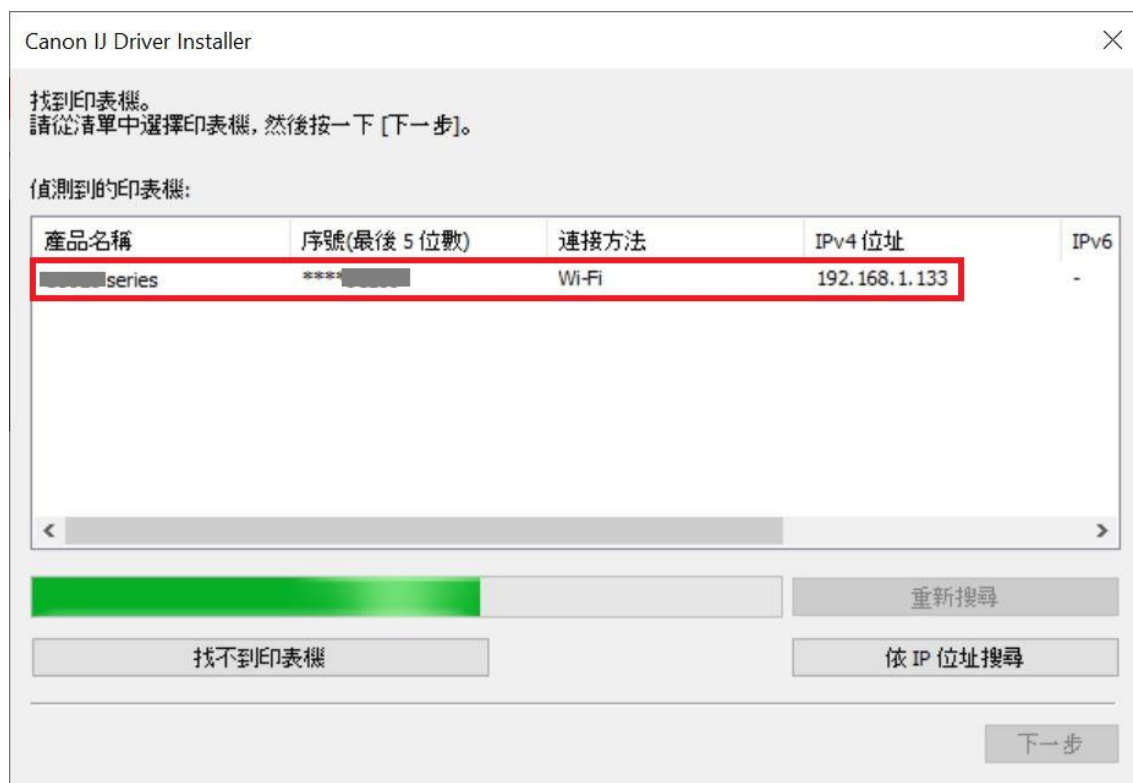 Canon IJ Driver Installer
找到印表機。
請從清單中選擇印表機, 然後按一下 [下一步]。
偵測到的印表機:
產品名稱 序號(最後 5 位數) 連接方法 IPv4 位址 IPv6
series **** Wi-Fi 192.168.1.133 -
重新搜尋
找不到印表機 依 IP 位址搜尋
下一步